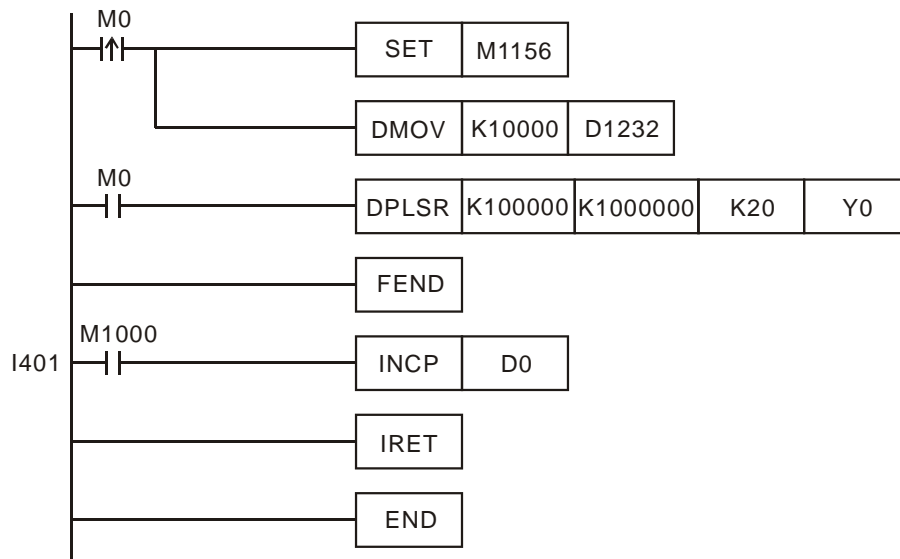 M0
SET M1156
DMOV K10000 D1232
M0
DPLSR K100000 K1000000 K20 Y0
FEND
M1000
I401 INCP D0
IRET
END